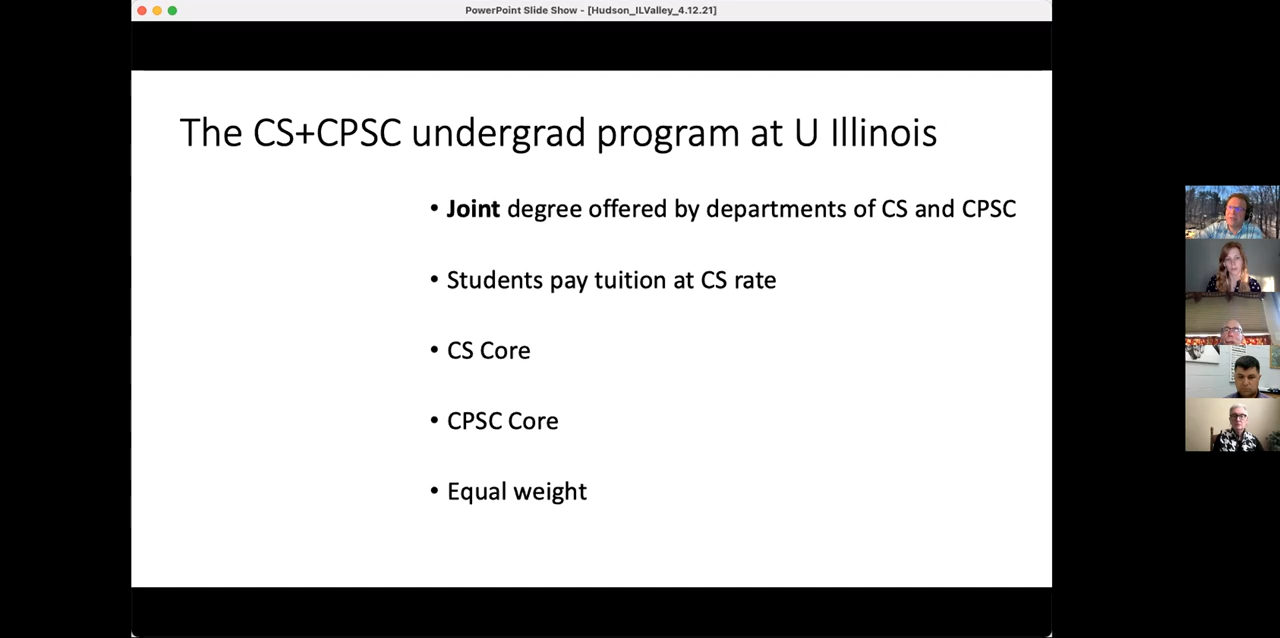 PowerPoint Slide Show - [Hudson_ILValley_4.12.21]
The CS+CPSC undergrad program at U Illinois
• Joint degree offered by departments of CS and CPSC
• Students pay tuition at CS rate
• CS Core
• CPSC Core
• Equal weight